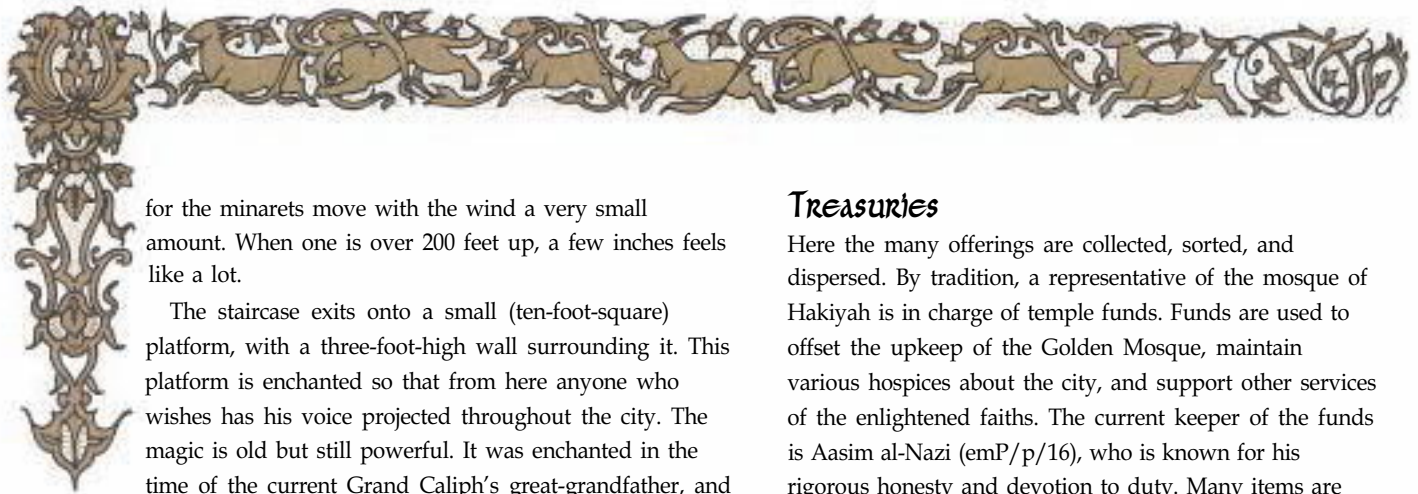 for the minarets move with the wind a very small
amount. When one is over 200 feet up, a few inches feels
like a lot.
The staircase exits onto a small (ten-foot-square)
platform, with a three-foot-high wall surrounding it. This
platform is enchanted so that from here anyone who
wishes has his voice projected throughout the city. The
magic is old but still powerful. It was enchanted in the
time of the current Grand Caliph's great-grandfather, and
Treasuries
Here the many offerings are collected, sorted, and
dispersed. By tradition, a representative of the mosque of
Hakiyah is in charge of temple funds. Funds are used to
offset the upkeep of the Golden Mosque, maintain
various hospices about the city, and support other services
of the enlightened faiths. The current keeper of the funds
is Aasim al-Nazi (emP/p/16), who is known for his
rigorous honesty and devotion to duty. Many items are